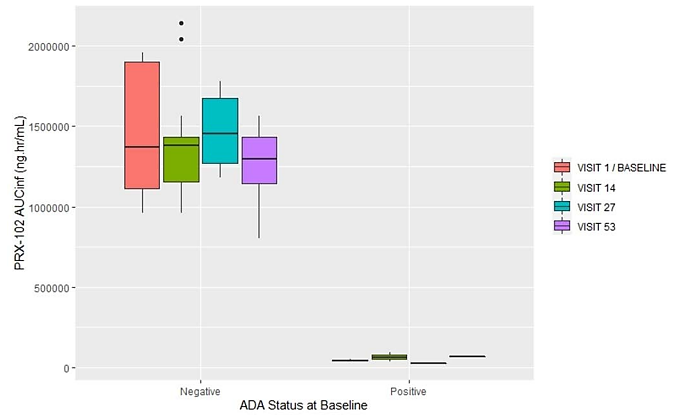 2000000
1500000
1000000
500000
0
PRX-102 AUCinf (ng.hr/mL)
Negative
Positive
ADA Status at Baseline
VISIT 1 / BASELINE
VISIT 14
VISIT 27
VISIT 53